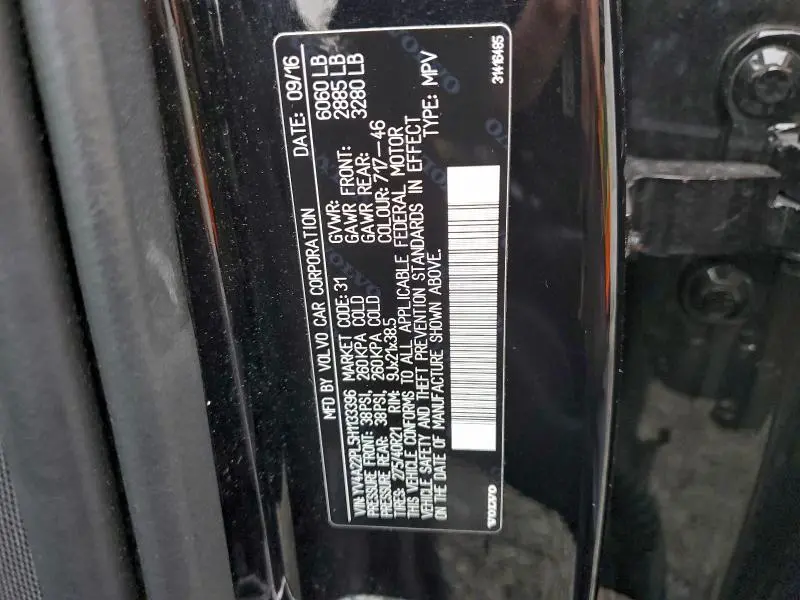 MFD BY VOLVO CAR CORPORATION DATE: 09/16
VIN: YV4A22PL5H1133396 MARKET CODE: 31 GVWR: 6060 LB
PRESSURE FRONT: 38PSI, 260KPA COLD GAWR FRONT: 2885 LB
PRESSURE REAR: 38PSI, 260KPA COLD GAWR REAR: 3280 LB
TIRES: 275/40R21 RIM: 9Jx21x38.5 COLOUR: 717-46
THIS VEHICLE CONFORMS TO ALL APPLICABLE FEDERAL MOTOR
VEHICLE SAFETY AND THEFT PREVENTION STANDARDS IN EFFECT
ON THE DATE OF MANUFACTURE SHOWN ABOVE. TYPE: MPV
VOLVO 31416485